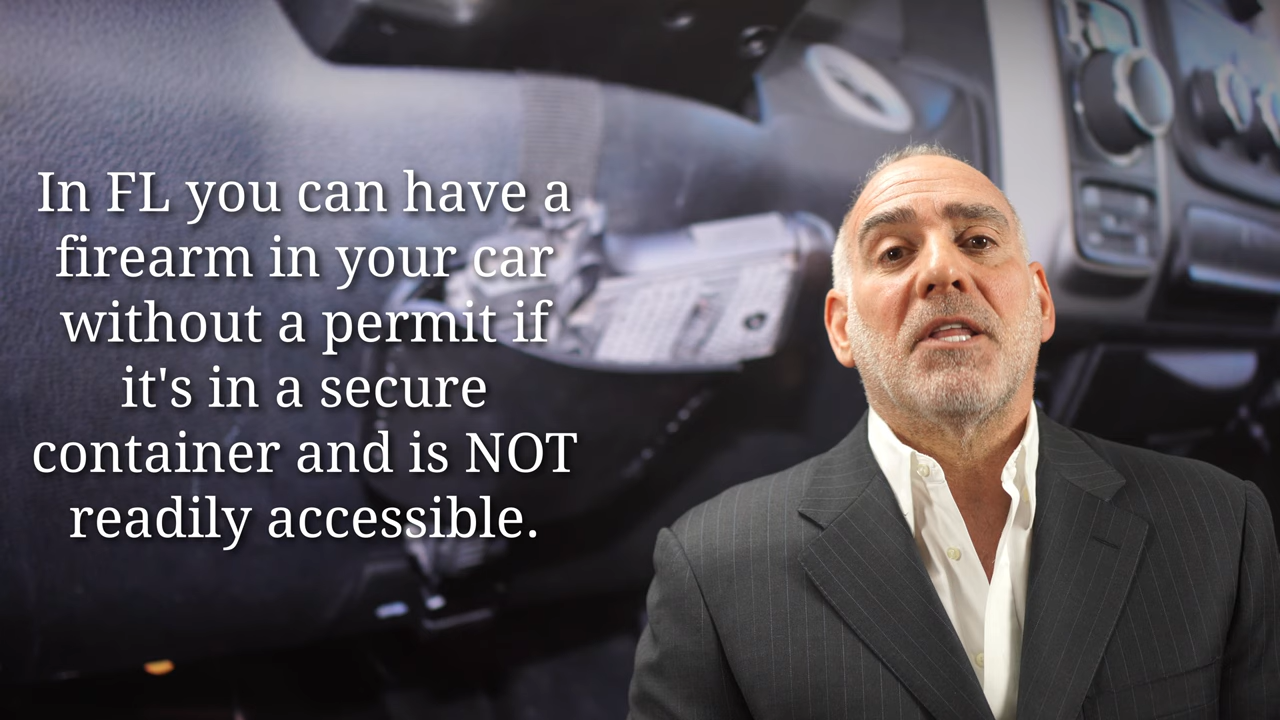 In FL you can have a
firearm in your car
without a permit if
it's in a secure
container and is NOT
readily accessible.